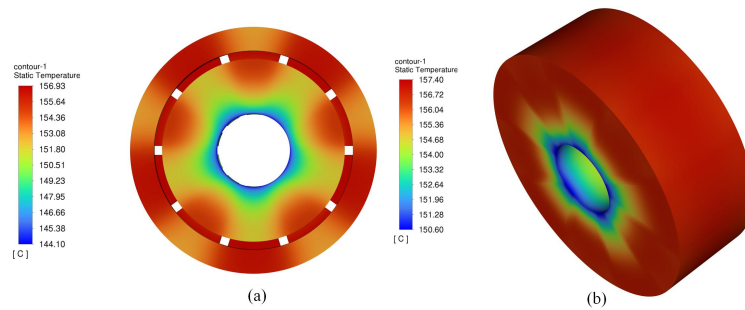 contour-1
Static Temperature
156.93
155.64
154.36
153.08
151.80
150.51
149.23
147.95
146.66
145.38
144.10
[ C ]
(a)
contour-1
Static Temperature
157.40
156.72
156.04
155.36
154.68
154.00
153.32
152.64
151.96
151.28
150.60
[ C ]
(b)